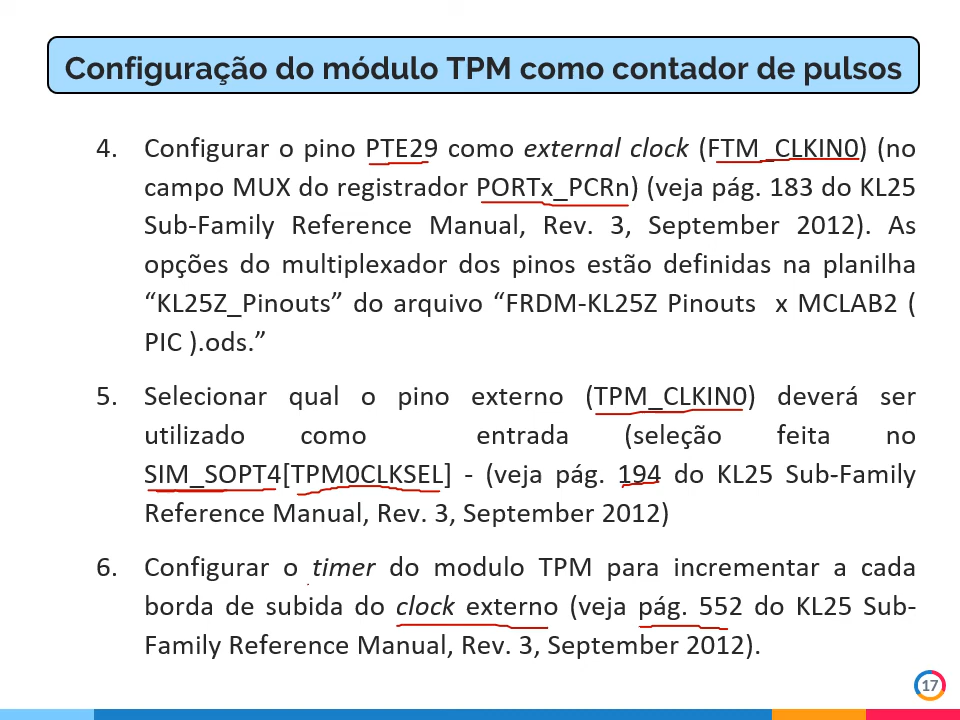 Configuração do módulo TPM como contador de pulsos
4. Configurar o pino PTE29 como external clock (FTM_CLKIN0) (no
campo MUX do registrador PORTx_PCRn) (veja pág. 183 do KL25
Sub-Family Reference Manual, Rev. 3, September 2012). As
opções do multiplexador dos pinos estão definidas na planilha
“KL25Z_Pinouts” do arquivo “FRDM-KL25Z Pinouts x MCLAB2 (
PIC ).ods.”
5. Selecionar qual o pino externo (TPM_CLKIN0) deverá ser
utilizado como entrada (seleção feita no
SIM_SOPT4[TPM0CLKSEL] - (veja pág. 194 do KL25 Sub-Family
Reference Manual, Rev. 3, September 2012)
6. Configurar o timer do modulo TPM para incrementar a cada
borda de subida do clock externo (veja pág. 552 do KL25 Sub-
Family Reference Manual, Rev. 3, September 2012).
17